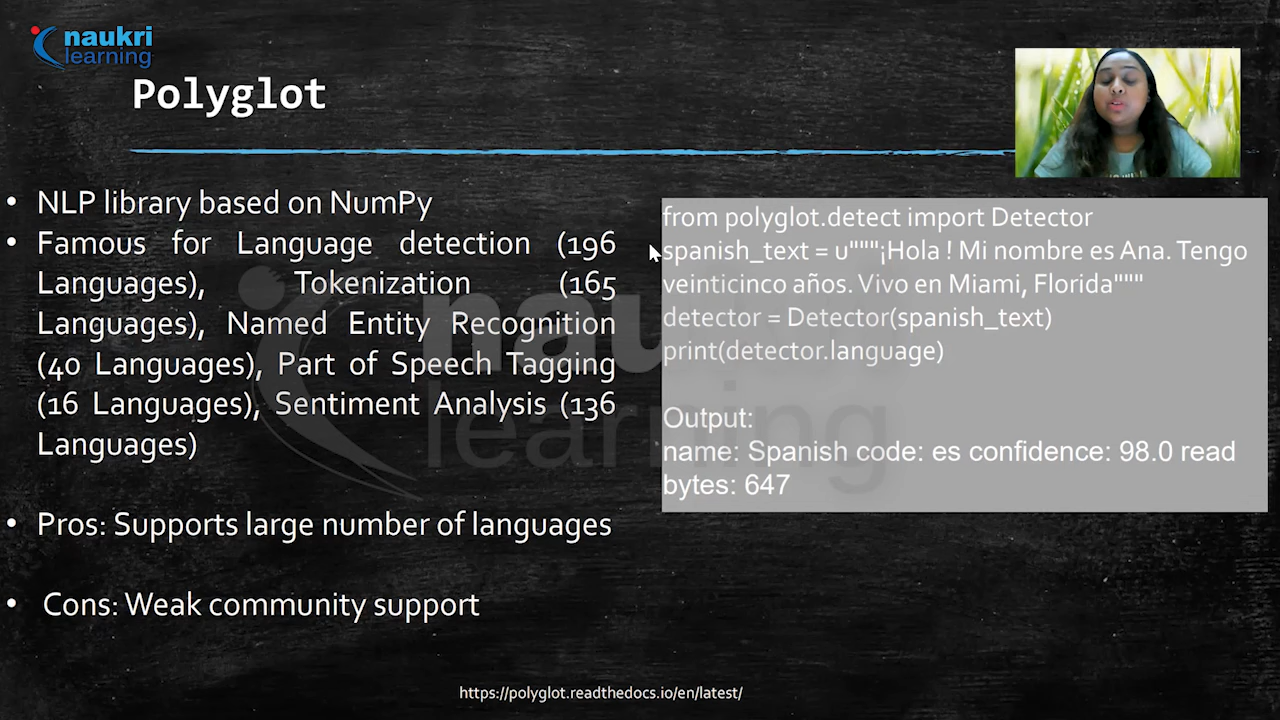 naukri
learning
Polyglot
• NLP library based on NumPy
• Famous for Language detection (196
Languages), Tokenization (165
Languages), Named Entity Recognition
(40 Languages), Part of Speech Tagging
(16 Languages), Sentiment Analysis (136
Languages)
• Pros: Supports large number of languages
• Cons: Weak community support
from polyglot.detect import Detector
spanish_text = u"""¡Hola ! Mi nombre es Ana. Tengo
veinticinco años. Vivo en Miami, Florida"""
detector = Detector(spanish_text)
print(detector.language)
Output:
name: Spanish code: es confidence: 98.0 read
bytes: 647
naukri
learning
https://polyglot.readthedocs.io/en/latest/